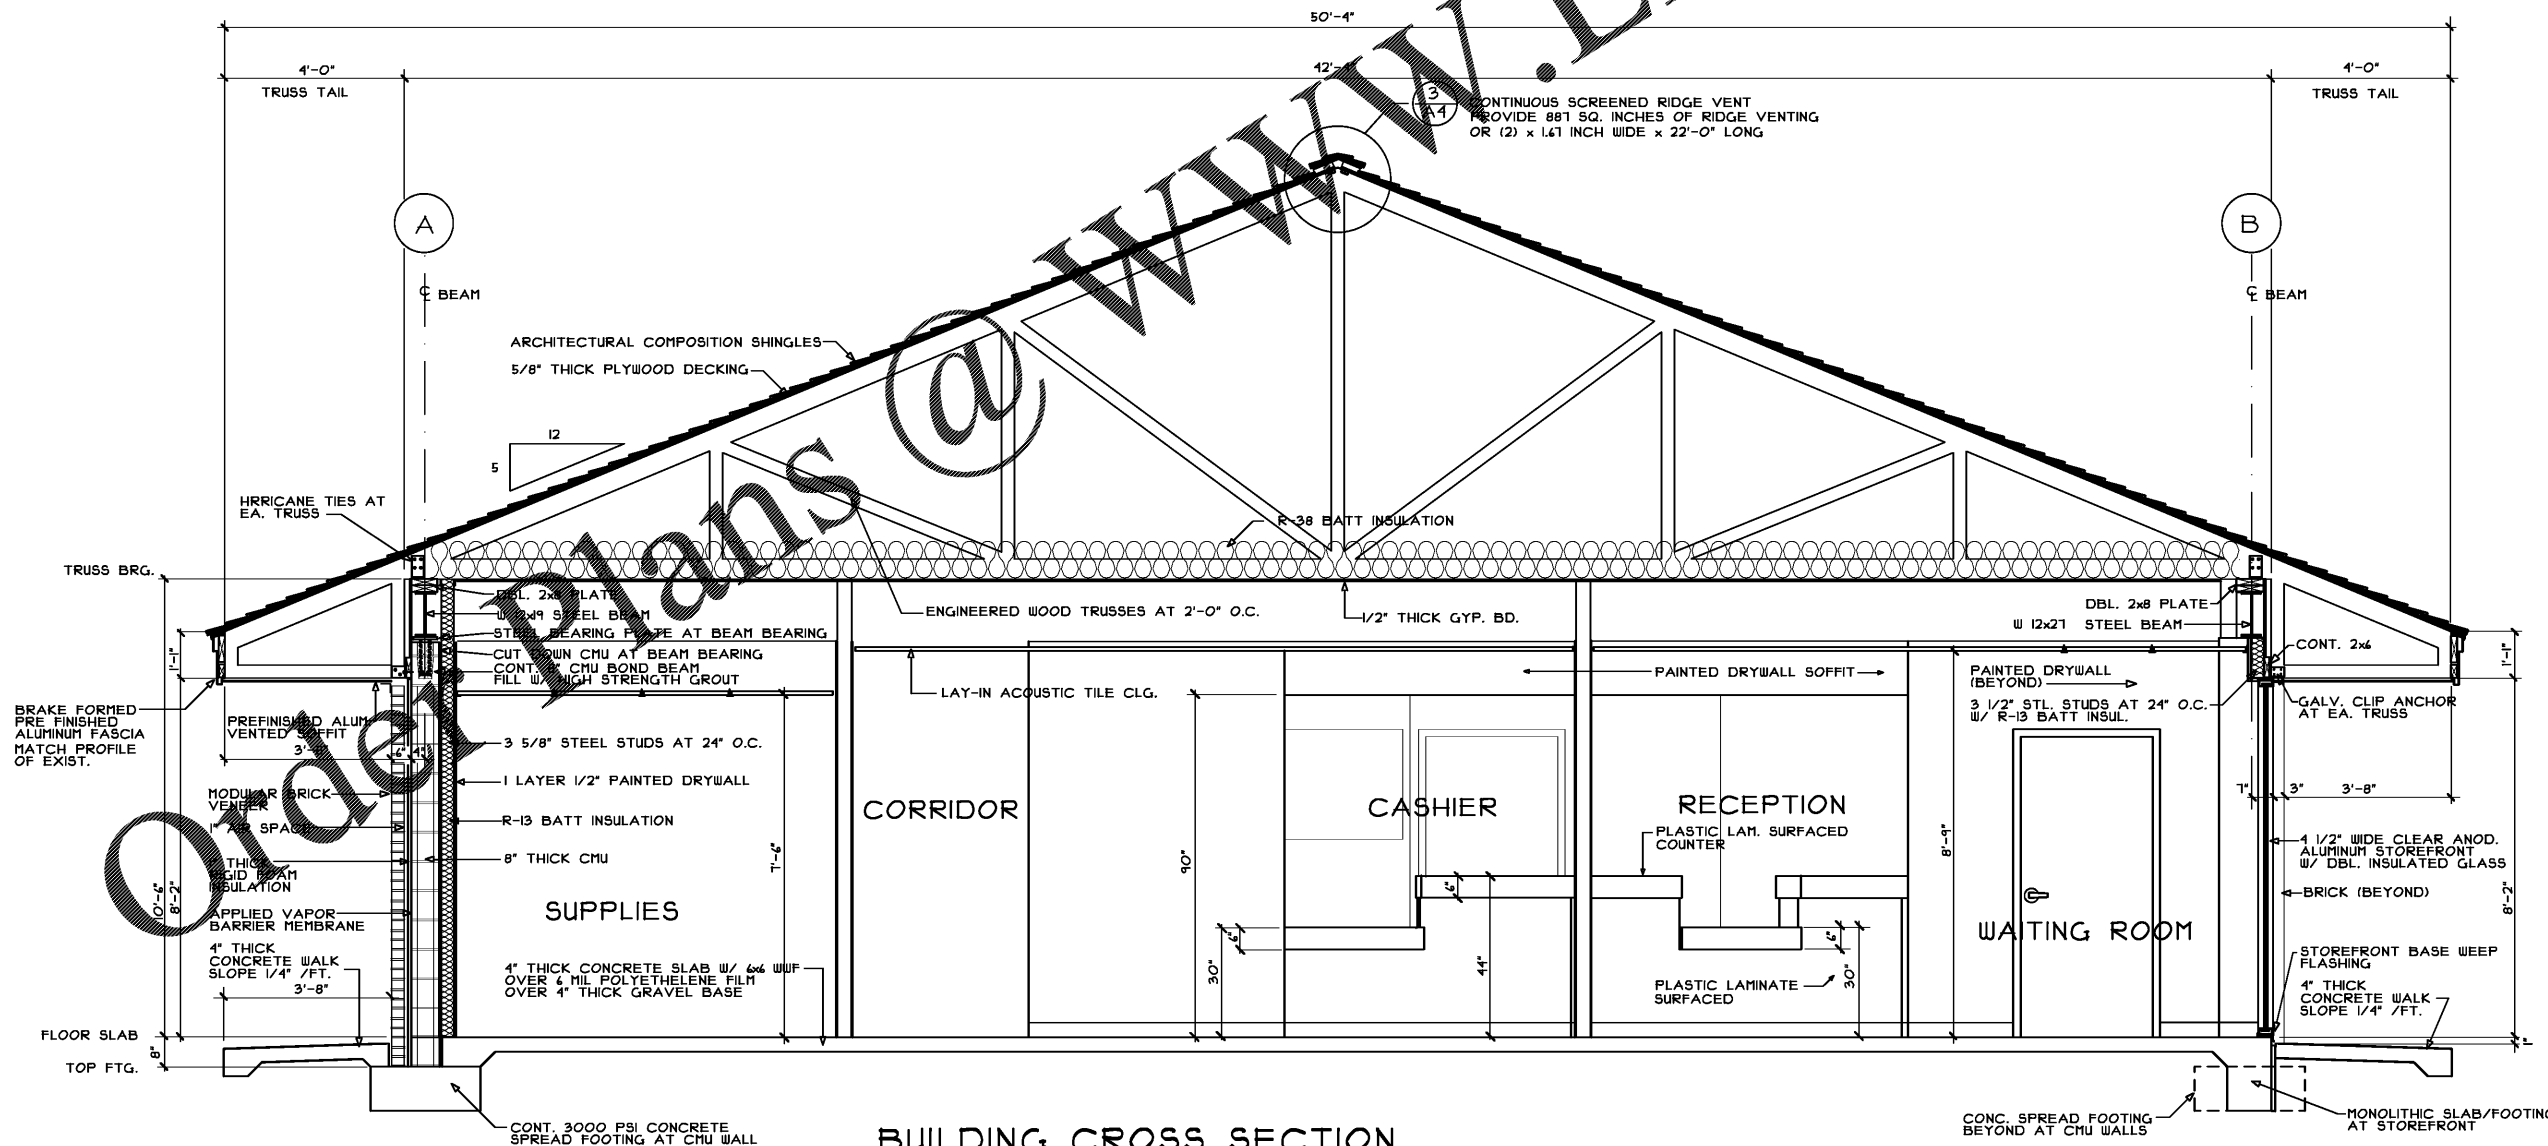 50'-4"
4'-0"
42'-4"
4'-0"
TRUSS TAIL
TRUSS TAIL
3
A4
CONTINUOUS SCREENED RIDGE VENT
PROVIDE 887 SQ. INCHES OF RIDGE VENTING
OR (2) x 1.67 INCH WIDE x 22'-0" LONG
A
B
℄ BEAM
℄ BEAM
ARCHITECTURAL COMPOSITION SHINGLES
5/8" THICK PLYWOOD DECKING
12
5
HRRICANE TIES AT
EA. TRUSS
R-38 BATT INSULATION
TRUSS BRG.
DBL. 2x8 PLATE
W 12x19 STEEL BEAM
STEEL BEARING PLATE AT BEAM BEARING
CUT DOWN CMU AT BEAM BEARING
CONT. 8" CMU BOND BEAM
FILL W/ HIGH STRENGTH GROUT
ENGINEERED WOOD TRUSSES AT 2'-0" O.C.
1/2" THICK GYP. BD.
DBL. 2x8 PLATE
W 12x27 STEEL BEAM
CONT. 2x6
1'-1"
1'-1"
LAY-IN ACOUSTIC TILE CLG.
PAINTED DRYWALL SOFFIT
PAINTED DRYWALL
(BEYOND)
3 1/2" STL. STUDS AT 24" O.C.
W/ R-13 BATT INSUL.
GALV. CLIP ANCHOR
AT EA. TRUSS
BRAKE FORMED
PRE FINISHED
ALUMINUM FASCIA
MATCH PROFILE
OF EXIST.
PREFINISHED ALUM
VENTED SOFFIT
6"
4"
3 5/8" STEEL STUDS AT 24" O.C.
1 LAYER 1/2" PAINTED DRYWALL
MODULAR BRICK
VENEER
1" AIR SPACE
R-13 BATT INSULATION
1" THICK
RIGID FOAM
INSULATION
8" THICK CMU
APPLIED VAPOR
BARRIER MEMBRANE
4" THICK
CONCRETE WALK
SLOPE 1/4" /FT.
3'-8"
10'-6"
8'-2"
SUPPLIES
7'-6"
CORRIDOR
CASHIER
RECEPTION
WAITING ROOM
90"
6"
30"
6"
44"
PLASTIC LAM. SURFACED
COUNTER
PLASTIC LAMINATE
SURFACED
6"
30"
8'-9"
7"
3"
3'-8"
4 1/2" WIDE CLEAR ANOD.
ALUMINUM STOREFRONT
W/ DBL. INSULATED GLASS
BRICK (BEYOND)
8'-2"
STOREFRONT BASE WEEP
FLASHING
4" THICK
CONCRETE WALK
SLOPE 1/4" /FT.
1"
4" THICK CONCRETE SLAB W/ 6x6 WWF
OVER 6 MIL POLYETHELENE FILM
OVER 4" THICK GRAVEL BASE
FLOOR SLAB
8"
TOP FTG.
CONT. 3000 PSI CONCRETE
SPREAD FOOTING AT CMU WALL
CONC. SPREAD FOOTING
BEYOND AT CMU WALLS
MONOLITHIC SLAB/FOOTING
AT STOREFRONT
BUILDING CROSS SECTION
Order Plans @ www.